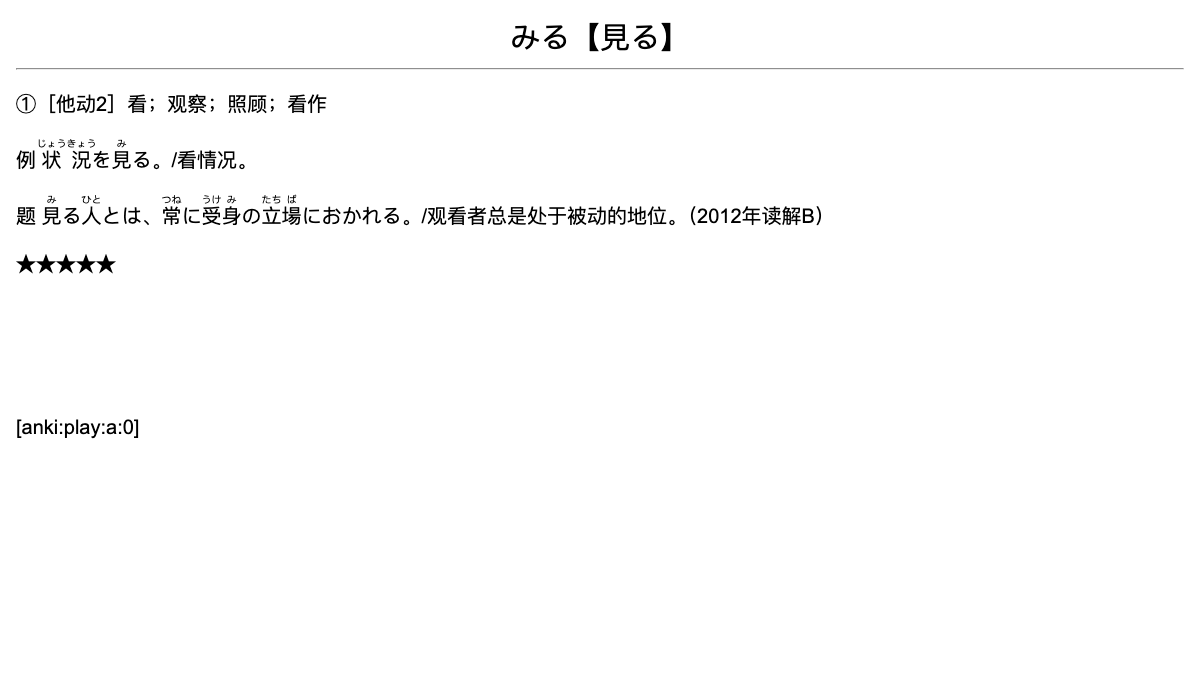 みる【見る】
①［他动2］看；观察；照顾；看作
じょうきょう み
例 状 況を見る。/看情况。
み ひと つね うけ み たち ば
题 見る人とは、常に受身の立場におかれる。/观看者总是处于被动的地位。（2012年读解B）
★★★★★
[anki:play:a:0]